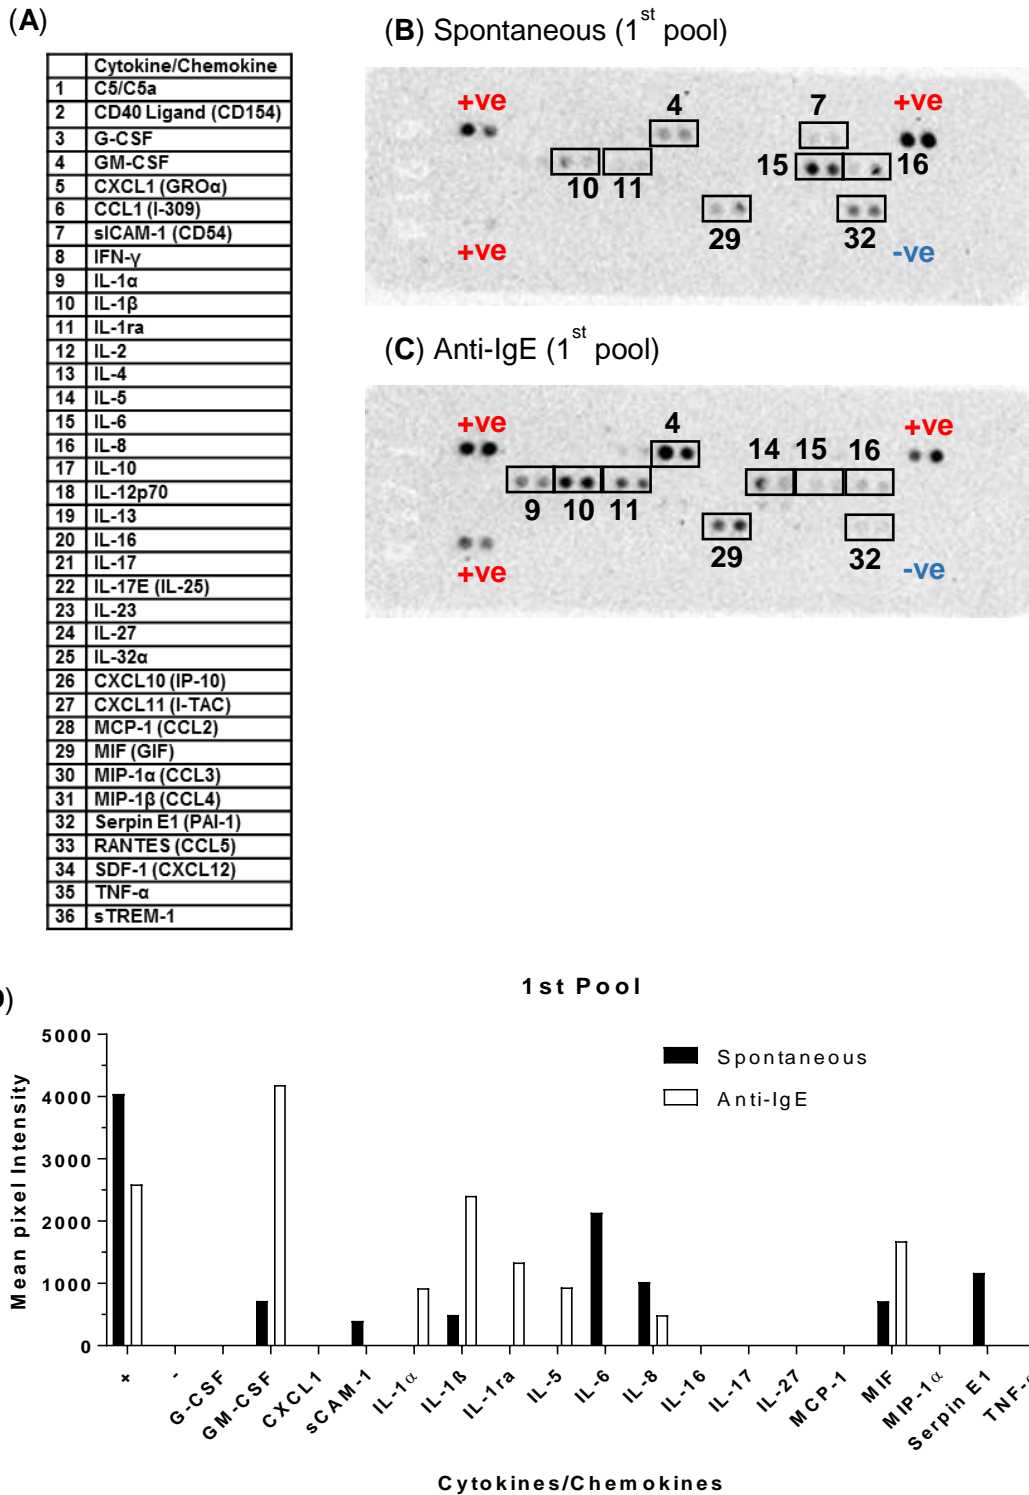 (A)
Cytokine/Chemokine
1 C5/C5a
2 CD40 Ligand (CD154)
3 G-CSF
4 GM-CSF
5 CXCL1 (GROα)
6 CCL1 (I-309)
7 sICAM-1 (CD54)
8 IFN-γ
9 IL-1α
10 IL-1β
11 IL-1ra
12 IL-2
13 IL-4
14 IL-5
15 IL-6
16 IL-8
17 IL-10
18 IL-12p70
19 IL-13
20 IL-16
21 IL-17
22 IL-17E (IL-25)
23 IL-23
24 IL-27
25 IL-32α
26 CXCL10 (IP-10)
27 CXCL11 (I-TAC)
28 MCP-1 (CCL2)
29 MIF (GIF)
30 MIP-1α (CCL3)
31 MIP-1β (CCL4)
32 Serpin E1 (PAI-1)
33 RANTES (CCL5)
34 SDF-1 (CXCL12)
35 TNF-α
36 sTREM-1
(B) Spontaneous (1st pool)
+ve 4 7 +ve
10 11 15 16
29 32
+ve -ve
(C) Anti-IgE (1st pool)
+ve 4 +ve
14 15 16
9 10 11
29 32
+ve -ve
)
1st Pool
Mean pixel Intensity
5000
4000
3000
2000
1000
0
Spontaneous
Anti-IgE
+
-
G-CSF
GM-CSF
CXCL1
sCAM-1
IL-1α
IL-1ß
IL-1ra
IL-5
IL-6
IL-8
IL-16
IL-17
IL-27
MCP-1
MIF
MIP-1α
Serpin E1
TNF-
Cytokines/Chemokines